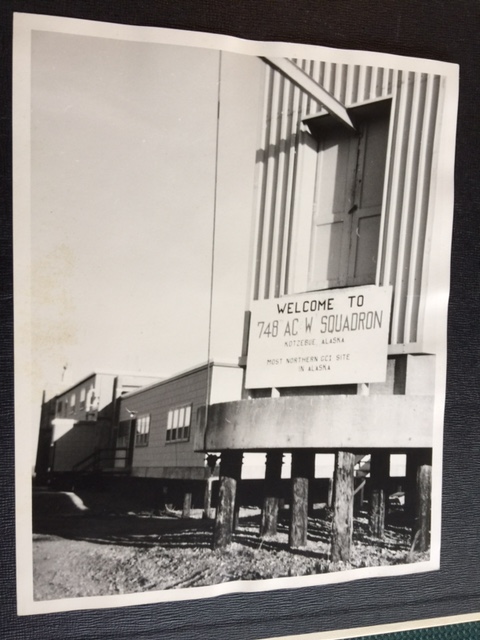 WELCOME TO
748 AC W SQUADRON
KOTZEBUE, ALASKA
MOST NORTHERN GCI SITE
IN ALASKA